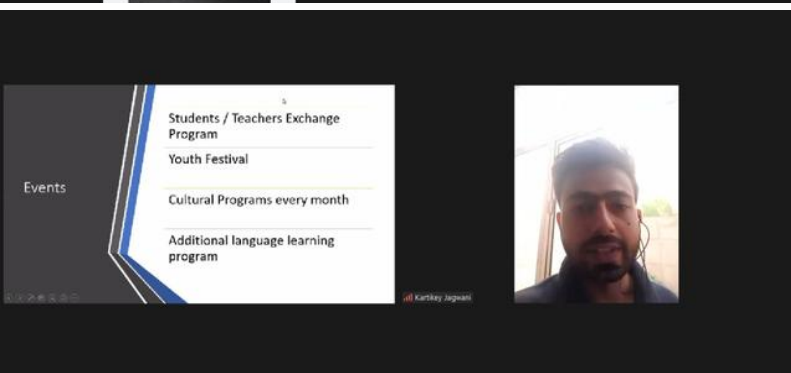 Events
Students / Teachers Exchange
Program
Youth Festival
Cultural Programs every month
Additional language learning
program
Kartikey Jagwani